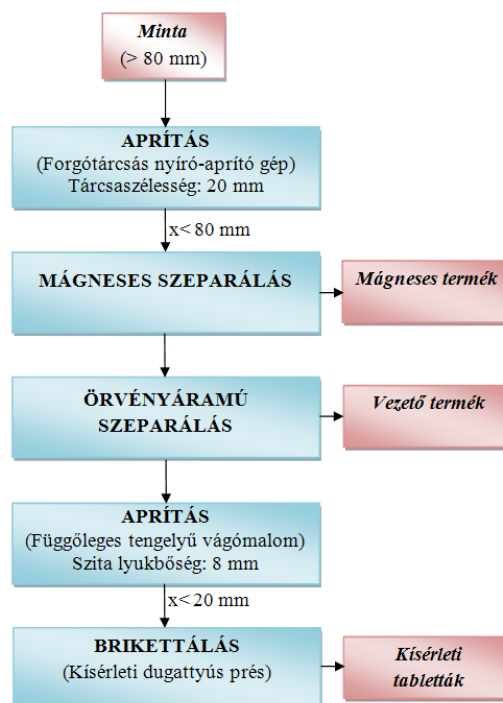 Minta
(> 80 mm)
APRÍTÁS
(Forgótárcsás nyíró-aprító gép)
Tárcsaszélesség: 20 mm
x< 80 mm
MÁGNESES SZEPARÁLÁS
Mágneses termék
ÖRVÉNYÁRAMÚ
SZEPARÁLÁS
Vezető termék
APRÍTÁS
(Függőleges tengelyű vágómalom)
Szita lyukbőség: 8 mm
x< 20 mm
BRIKETTÁLÁS
(Kísérleti dugattyús prés)
Kísérleti
tabletták